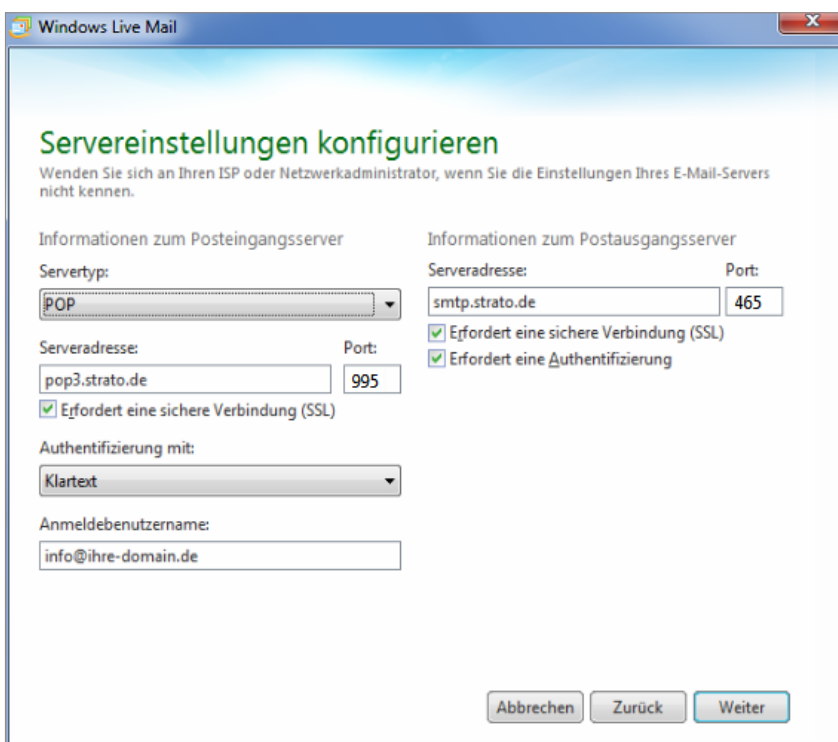 Windows Live Mail
Servereinstellungen konfigurieren
Wenden Sie sich an Ihren ISP oder Netzwerkadministrator, wenn Sie die Einstellungen Ihres E-Mail-Servers
nicht kennen.
Informationen zum Posteingangsserver
Servertyp:
POP
Serveradresse: Port:
pop3.strato.de 995
Erfordert eine sichere Verbindung (SSL)
Authentifizierung mit:
Klartext
Anmeldebenutzername:
info@ihre-domain.de
Informationen zum Postausgangsserver
Serveradresse: Port:
smtp.strato.de 465
Erfordert eine sichere Verbindung (SSL)
Erfordert eine Authentifizierung
Abbrechen Zurück Weiter